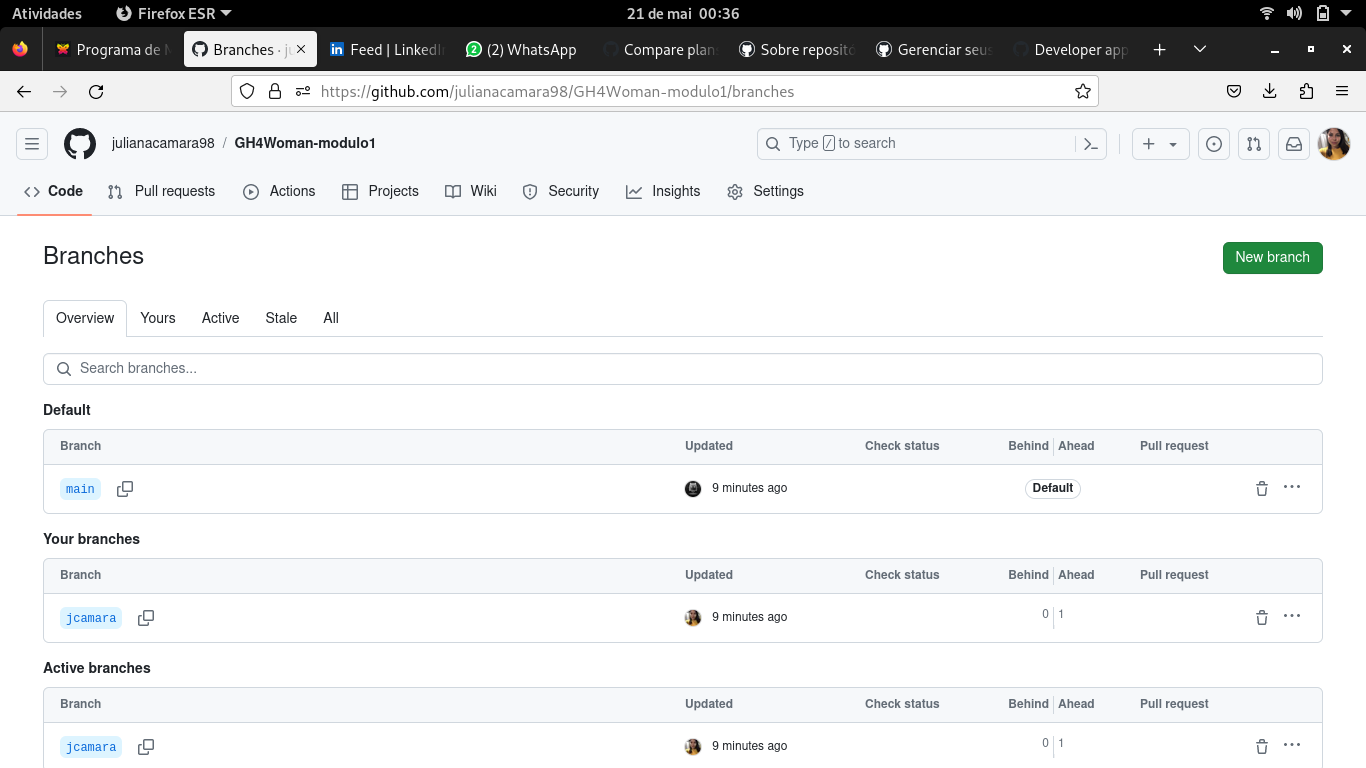 Atividades Firefox ESR 21 de mai 00:36
Programa de M Branches · ju Feed | LinkedIn 2 (2) WhatsApp Compare plans Sobre reposito Gerenciar seus Developer app
https://github.com/julianacamara98/GH4Woman-modulo1/branches
julianacamara98 / GH4Woman-modulo1 Type / to search
Code Pull requests Actions Projects Wiki Security Insights Settings
Branches New branch
Overview Yours Active Stale All
Search branches...
Default
Branch Updated Check status Behind Ahead Pull request
main 9 minutes ago Default
Your branches
Branch Updated Check status Behind Ahead Pull request
jcamara 9 minutes ago 0 1
Active branches
Branch Updated Check status Behind Ahead Pull request
jcamara 9 minutes ago 0 1